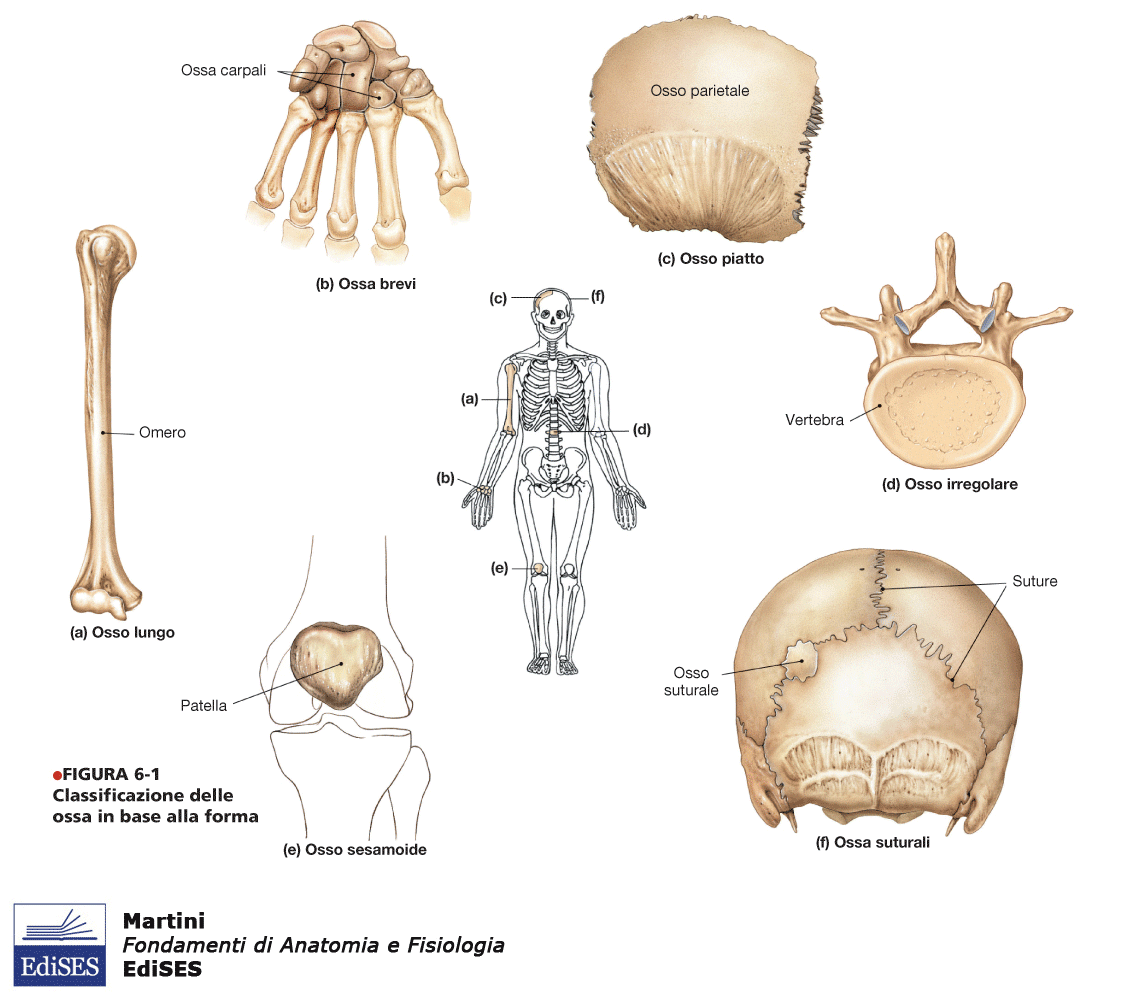 Ossa carpali
(b) Ossa brevi
Osso parietale
(c) Osso piatto
Omero
(a) Osso lungo
(c)
(f)
(a)
(d)
(b)
(e)
Vertebra
(d) Osso irregolare
Patella
(e) Osso sesamoide
Suture
Osso
suturale
(f) Ossa suturali
●FIGURA 6-1
Classificazione delle
ossa in base alla forma
EdiSES
Martini
Fondamenti di Anatomia e Fisiologia
EdiSES